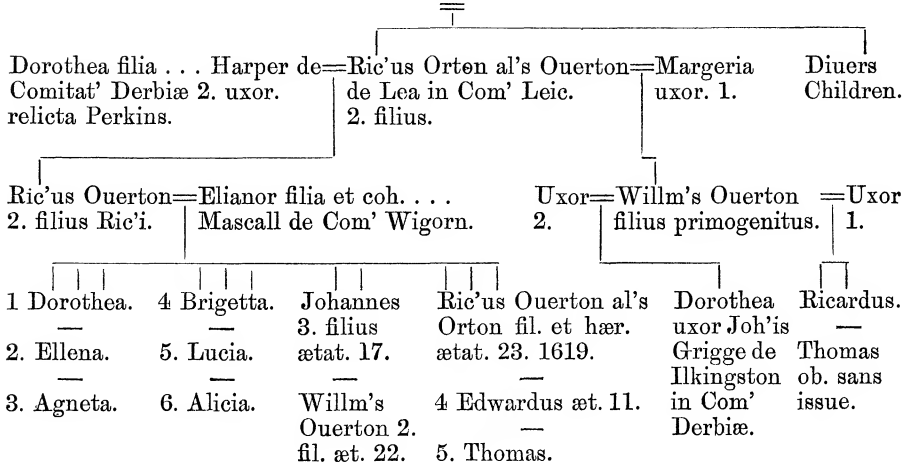 Dorothea filia . . . Harper de=Ric'us Orton al's Ouerton=Margeria Diuers
Comitat' Derbiæ 2. uxor. de Lea in Com' Leic. uxor. 1. Children.
relicta Perkins. 2. filius.
Ric'us Ouerton=Elianor filia et coh. . . . Uxor=Willm's Ouerton =Uxor
2. filius Ric'i. Mascall de Com' Wigorn. 2. filius primogenitus. 1.
1 Dorothea. 4 Brigetta. Johannes Ric'us Ouerton al's Dorothea Ricardus.
3. filius Orton fil. et hær. uxor Joh'is —
2. Ellena. 5. Lucia. ætat. 17. ætat. 23. 1619. Grigge de Thomas
— Ilkingston ob. sans
3. Agneta. 6. Alicia. Willm's 4 Edwardus æt. 11. in Com' issue.
Ouerton 2. — Derbiæ.
fil. æt. 22. 5. Thomas.